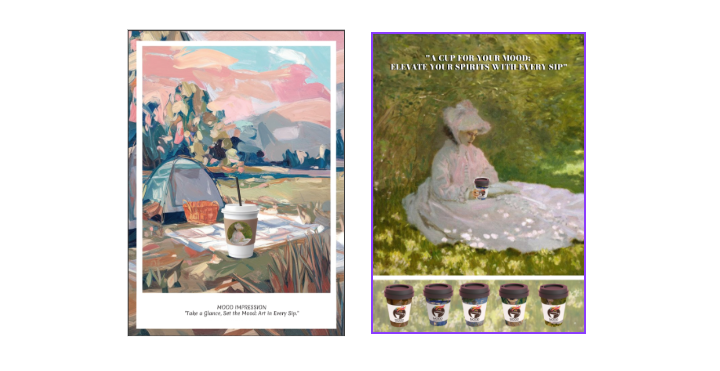 MOOD IMPRESSION
"Take a Glance, Set the Mood: Art in Every Sip."
"A CUP FOR YOUR MOOD:
ELEVATE YOUR SPIRITS WITH EVERY SIP"